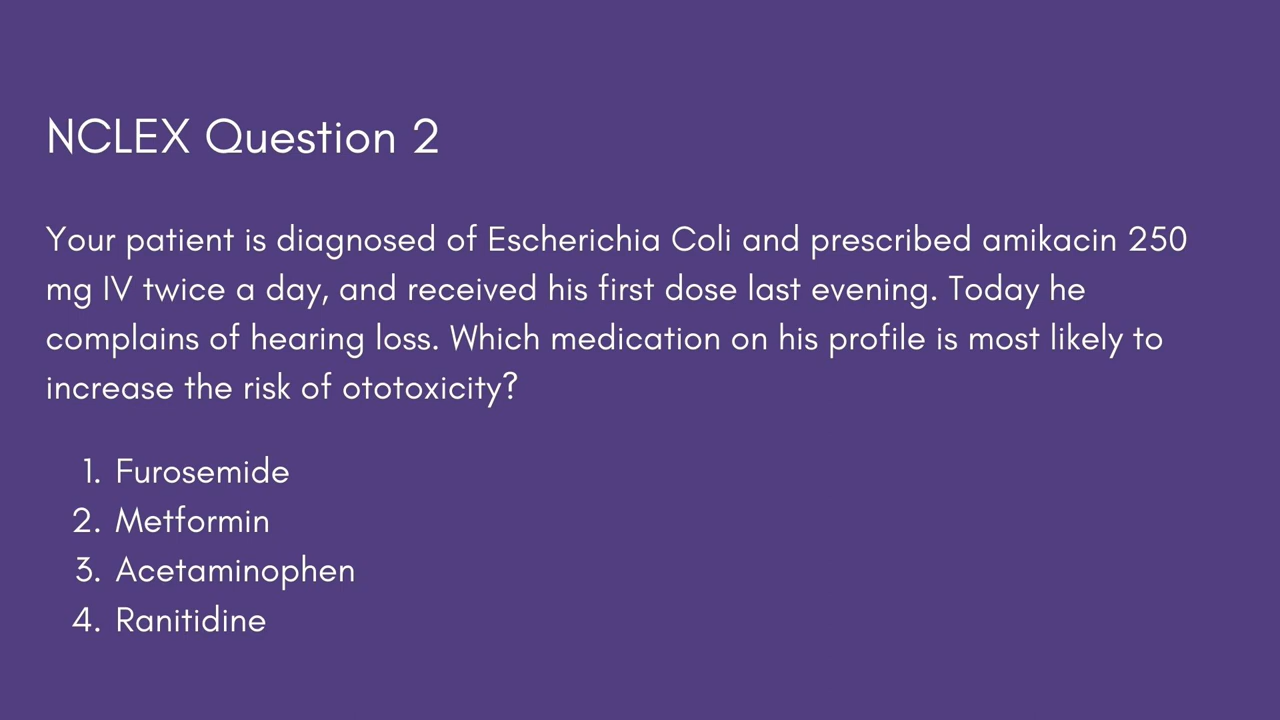 NCLEX Question 2
Your patient is diagnosed of Escherichia Coli and prescribed amikacin 250
mg IV twice a day, and received his first dose last evening. Today he
complains of hearing loss. Which medication on his profile is most likely to
increase the risk of ototoxicity?
1. Furosemide
2. Metformin
3. Acetaminophen
4. Ranitidine